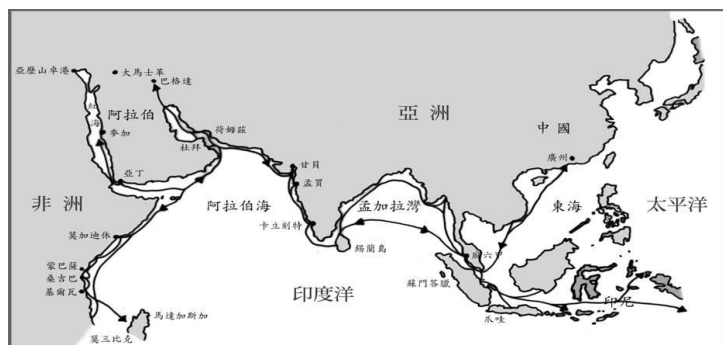 亞歷山卓港
大馬士革
巴格達
紅海
阿拉伯
麥加
亞丁
杜拜
荷姆茲
亞洲
中國
廣州
甘貝
孟買
卡立刻特
非洲
阿拉伯海
孟加拉灣
東海
太平洋
莫加迪休
錫蘭島
麻六甲
蒙巴薩
桑吉巴
基爾瓦
印度洋
蘇門答臘
印尼
馬達加斯加
爪哇
莫三比克